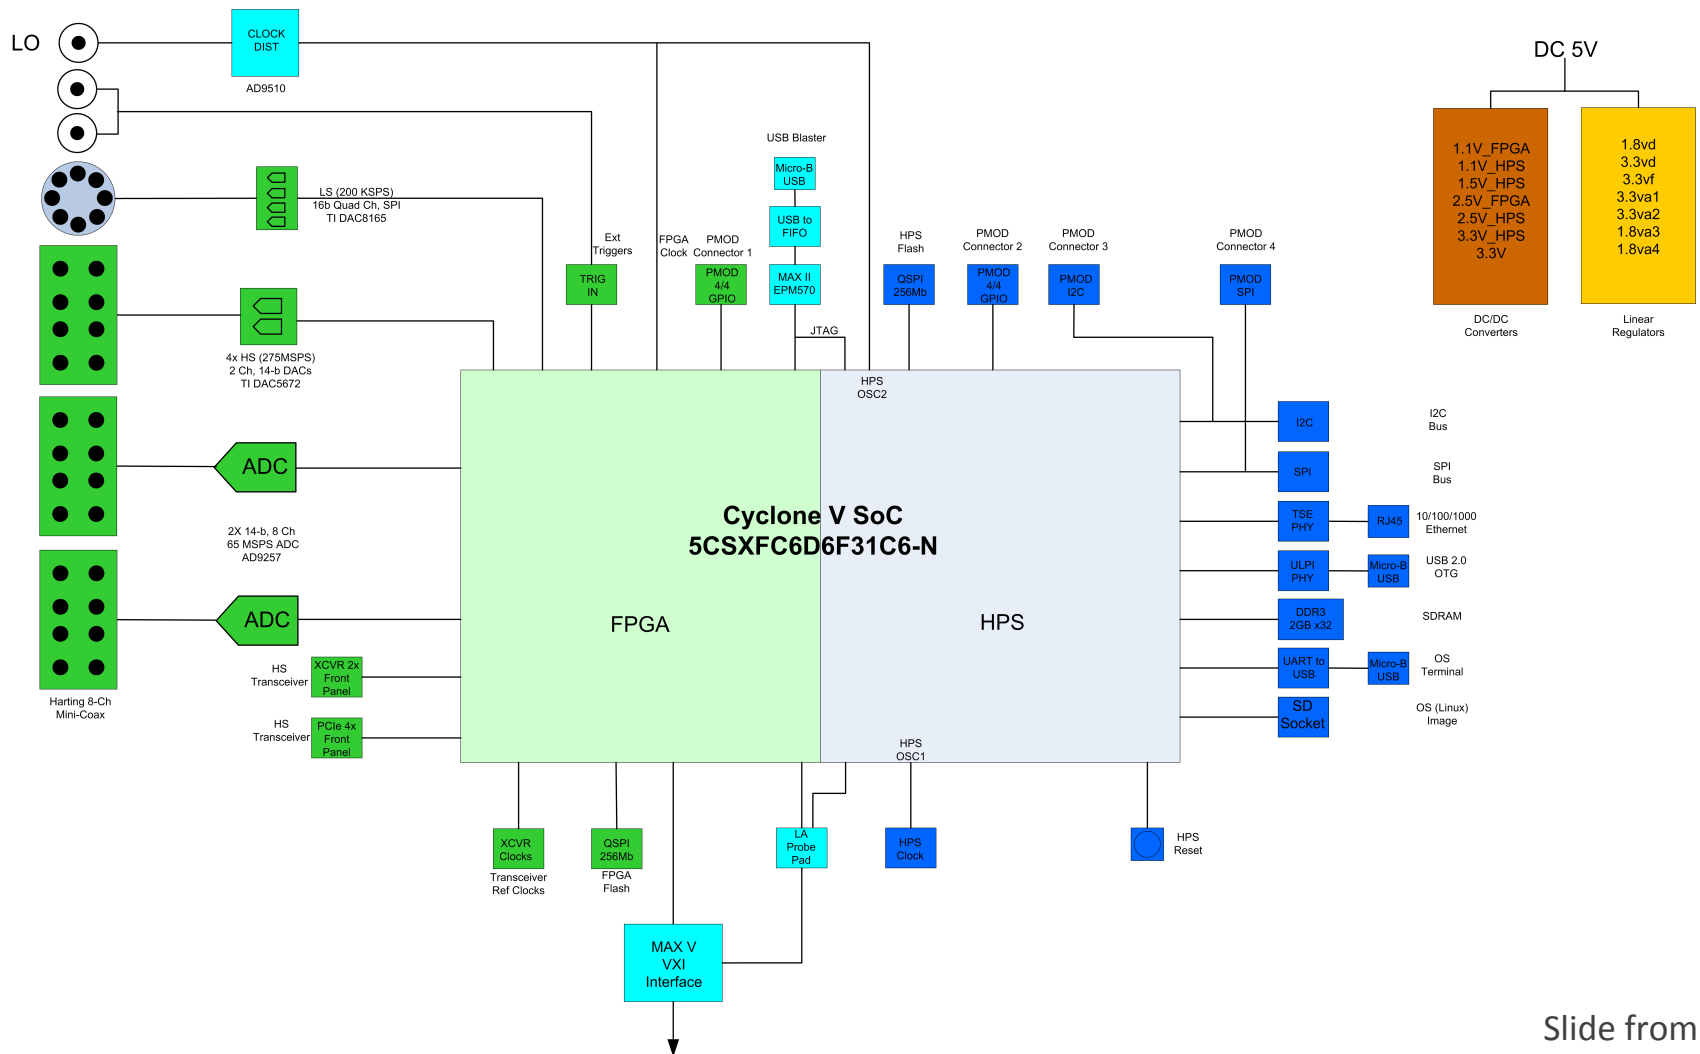 LO
CLOCK
DIST
AD9510
LS (200 KSPS)
16b Quad Ch, SPI
TI DAC8165
4x HS (275MSPS)
2 Ch, 14-b DACs
TI DAC5672
ADC
2X 14-b, 8 Ch
65 MSPS ADC
AD9257
ADC
Harting 8-Ch
Mini-Coax
HS
Transceiver
XCVR 2x
Front
Panel
HS
Transceiver
PCIe 4x
Front
Panel
Ext
Triggers
TRIG
IN
FPGA
Clock
PMOD
Connector 1
PMOD
4/4
GPIO
USB Blaster
Micro-B
USB
USB to
FIFO
MAX II
EPM570
JTAG
HPS
OSC2
HPS
Flash
QSPI
256Mb
PMOD
Connector 2
PMOD
4/4
GPIO
PMOD
Connector 3
PMOD
I2C
PMOD
Connector 4
PMOD
SPI
DC 5V
1.1V_FPGA
1.1V_HPS
1.5V_HPS
2.5V_FPGA
2.5V_HPS
3.3V_HPS
3.3V
DC/DC
Converters
1.8vd
3.3vd
3.3vf
3.3va1
3.3va2
1.8va3
1.8va4
Linear
Regulators
Cyclone V SoC
5CSXFC6D6F31C6-N
FPGA
HPS
I2C
I2C
Bus
SPI
SPI
Bus
TSE
PHY
RJ45
10/100/1000
Ethernet
ULPI
PHY
Micro-B
USB
USB 2.0
OTG
DDR3
2GB x32
SDRAM
UART to
USB
Micro-B
USB
OS
Terminal
SD
Socket
OS (Linux)
Image
HPS
OSC1
XCVR
Clocks
Transceiver
Ref Clocks
QSPI
256Mb
FPGA
Flash
LA
Probe
Pad
HPS
Clock
HPS
Reset
MAX V
VXI
Interface
Slide from